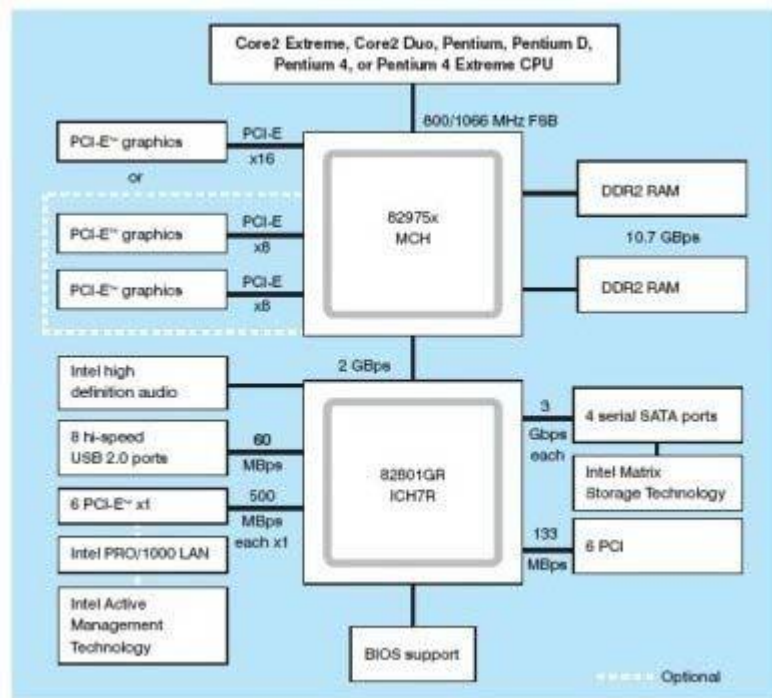 Core2 Extreme, Core2 Duo, Pentium, Pentium D,
Pentium 4, or Pentium 4 Extreme CPU
800/1066 MHz FSB
PCI-E™ graphics
PCI-E
x16
or
PCI-E™ graphics
PCI-E
x8
PCI-E™ graphics
PCI-E
x8
82975x
MCH
DDR2 RAM
10.7 GBps
DDR2 RAM
2 GBps
Intel high
definition audio
8 hi-speed
USB 2.0 ports
60
MBps
6 PCI-E™ x1
500
MBps
each x1
Intel PRO/1000 LAN
Intel Active
Management
Technology
82801GR
ICH7R
3
Gbps
each
4 serial SATA ports
Intel Matrix
Storage Technology
133
MBps
6 PCI
BIOS support
Optional